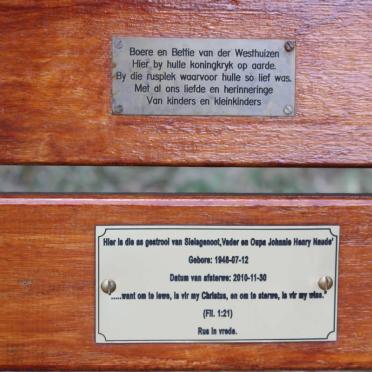 Boere en Bettie van der Westhuizen
Hier by hulle koningkryk op aarde.
By die rusplek waarvoor hulle so lief was.
Met al ons liefde en herinneringe
Van kinders en kleinkinders
Hier is die as gestrooi van Sielsgenoot,Vader en Oupa Johnnie Henry Naude'
Gebore: 1948-07-12
Datum van afsterwe: 2010-11-30
.....want om te lewe, is vir my Christus, en om te sterwe, is vir my wins."
(Fil. 1:21)
Rus in vrede.